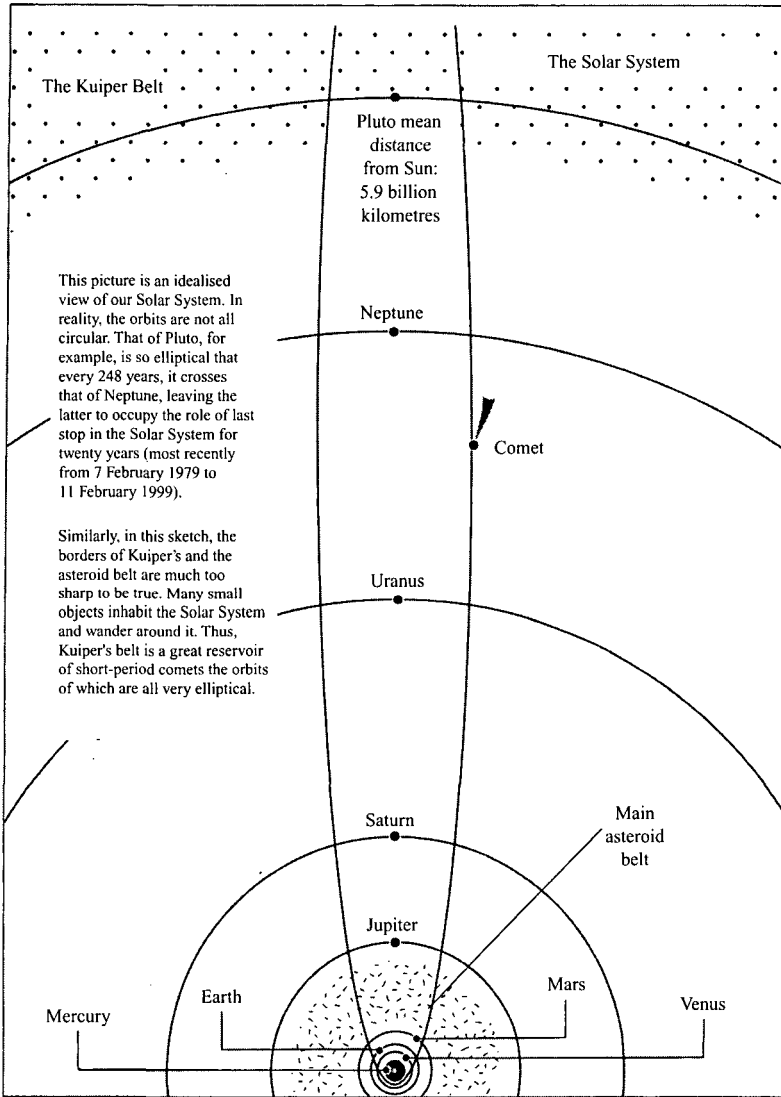 The Kuiper Belt
The Solar System
Pluto mean
distance
from Sun:
5.9 billion
kilometres
This picture is an idealised
view of our Solar System. In
reality, the orbits are not all
circular. That of Pluto, for
example, is so elliptical that
every 248 years, it crosses
that of Neptune, leaving the
latter to occupy the role of last
stop in the Solar System for
twenty years (most recently
from 7 February 1979 to
11 February 1999).
Similarly, in this sketch, the
borders of Kuiper's and the
asteroid belt are much too
sharp to be true. Many small
objects inhabit the Solar System
and wander around it. Thus,
Kuiper's belt is a great reservoir
of short-period comets the orbits
of which are all very elliptical.
Neptune
Comet
Uranus
Saturn
Main
asteroid
belt
Jupiter
Mars
Earth
Venus
Mercury